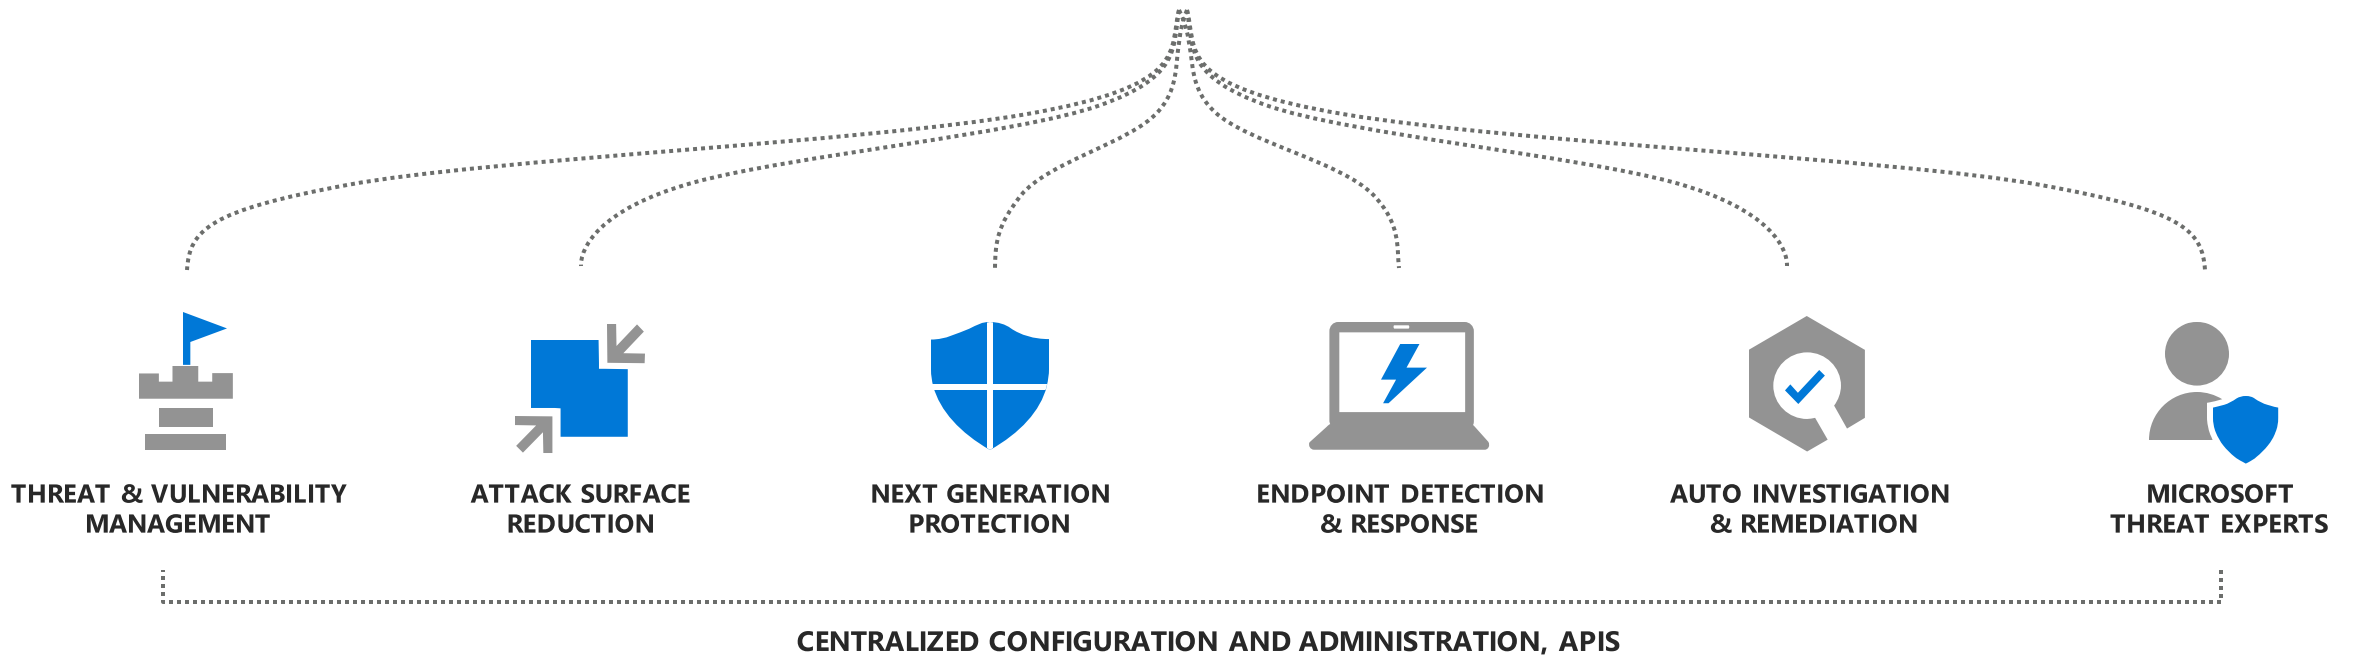 THREAT & VULNERABILITY
MANAGEMENT
ATTACK SURFACE
REDUCTION
NEXT GENERATION
PROTECTION
ENDPOINT DETECTION
& RESPONSE
AUTO INVESTIGATION
& REMEDIATION
MICROSOFT
THREAT EXPERTS
CENTRALIZED CONFIGURATION AND ADMINISTRATION, APIS